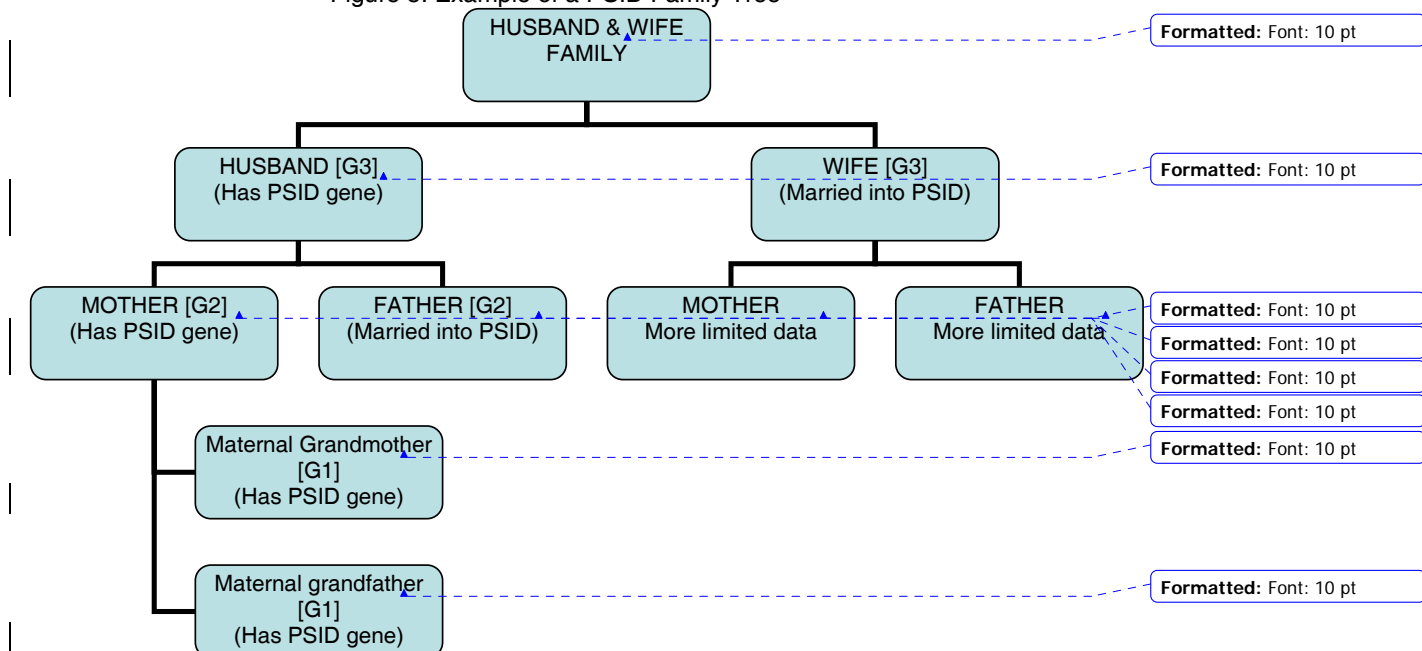 HUSBAND & WIFE
FAMILY
Formatted: Font: 10 pt
HUSBAND [G3]
(Has PSID gene)
WIFE [G3]
(Married into PSID)
Formatted: Font: 10 pt
MOTHER [G2]
(Has PSID gene)
FATHER [G2]
(Married into PSID)
MOTHER
More limited data
FATHER
More limited data
Formatted: Font: 10 pt
Formatted: Font: 10 pt
Formatted: Font: 10 pt
Formatted: Font: 10 pt
Maternal Grandmother
[G1]
(Has PSID gene)
Formatted: Font: 10 pt
Maternal grandfather
[G1]
(Has PSID gene)
Formatted: Font: 10 pt